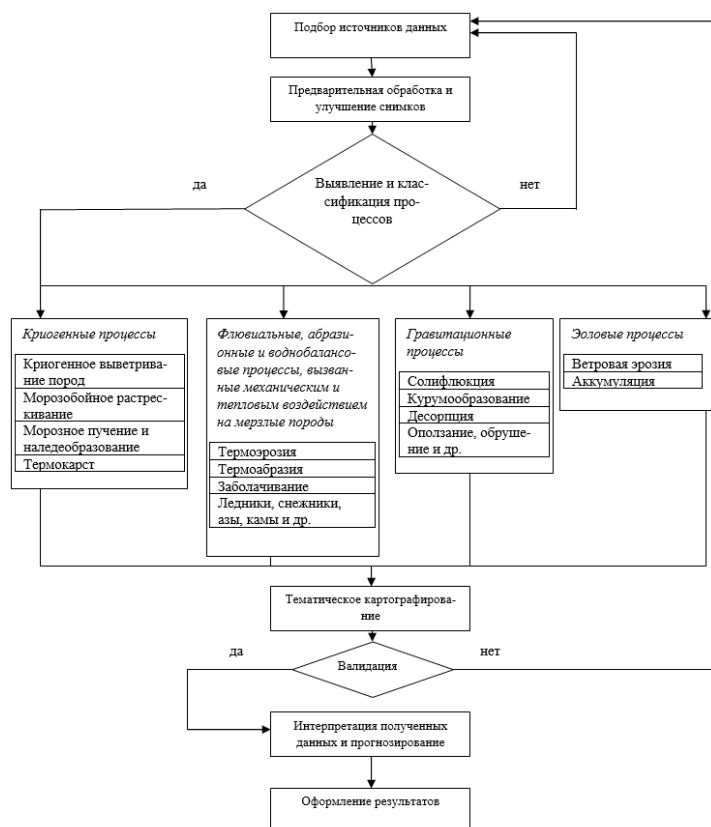 Подбор источников данных
Предварительная обработка и
улучшение снимков
да
нет
Выявление и клас-
сификация про-
цессов
Криогенные процессы
Криогенное выветрива-
ние пород
Морозобойное растрес-
кивание
Морозное пучение и
наледеобразование
Термокарст
Флювиальные, абрази-
онные и воднобалансо-
вые процессы, вызван-
ные механическим и
тепловым воздействием
на мерзлые породы
Термоэрозия
Термоабразия
Заболачивание
Ледники, снежники,
азы, камы и др.
Гравитационные
процессы
Солифлюкция
Курумообразование
Десорпция
Оползание, обруше-
ние и др.
Эоловые процессы
Ветровая эрозия
Аккумуляция
Тематическое картографирова-
ние
да
нет
Валидация
Интерпретация полученных
данных и прогнозирование
Оформление результатов